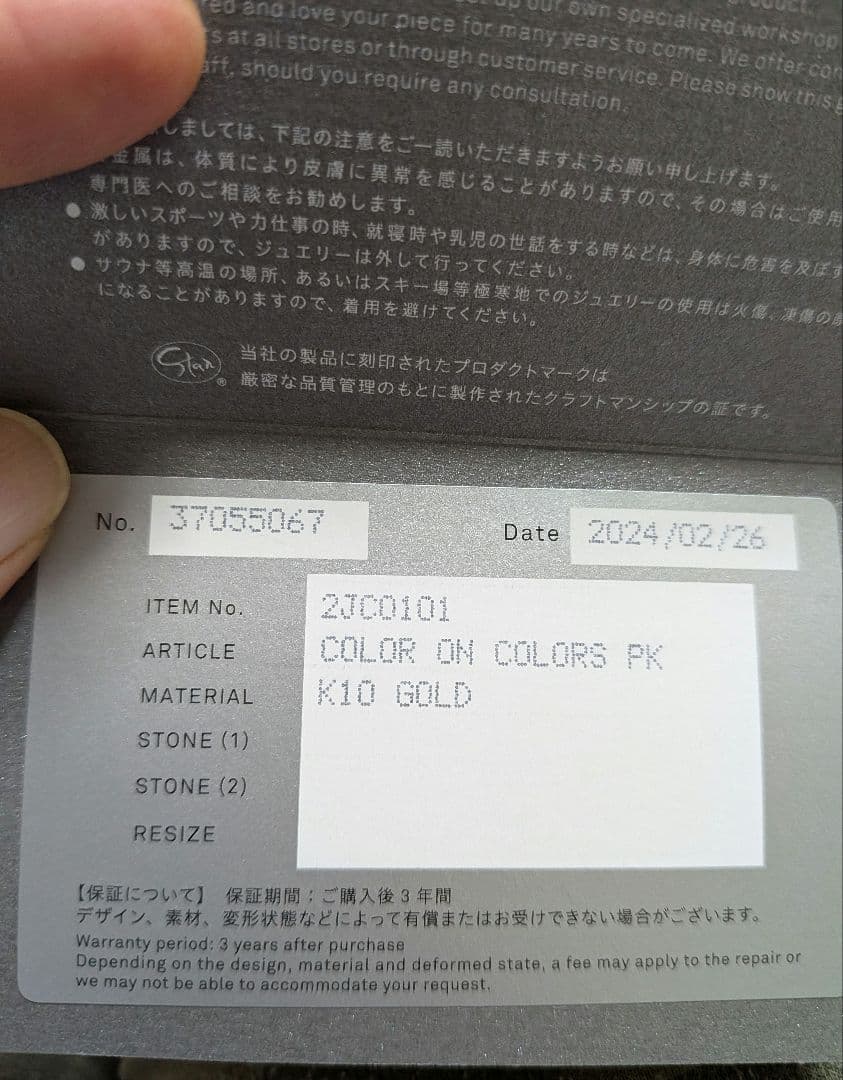 our own specialized workshop
and love your piece for many years to come. We offer
at all stores or through customer service. Please show this
should you require any consultation.
しましては、下記の注意をご一読いただきますようお願い申し上げます。
金属は、体質により皮膚に異常を感じることがありますので、その場合はご使用
専門医へのご相談をお勧めします。
● 激しいスポーツや力仕事の時、就寝時や乳児の世話をする時などは、身体に危害を及ぼす
がありますので、ジュエリーは外して行ってください。
● サウナ等高温の場所、あるいはスキー場等極寒地でのジュエリーの使用は火傷、凍傷の
になることがありますので、着用を避けてください。
Star ® 当社の製品に刻印されたプロダクトマークは
厳密な品質管理のもとに製作されたクラフトマンシップの証です。
No. 37055067 Date 2024/02/26
ITEM No. 2JC0101
ARTICLE COLOR ON COLORS PK
MATERIAL K10 GOLD
STONE (1)
STONE (2)
RESIZE
【保証について】 保証期間：ご購入後3年間
デザイン、素材、変形状態などによって有償またはお受けできない場合がございます。
Warranty period: 3 years after purchase
Depending on the design, material and deformed state, a fee may apply to the repair or
we may not be able to accommodate your request.